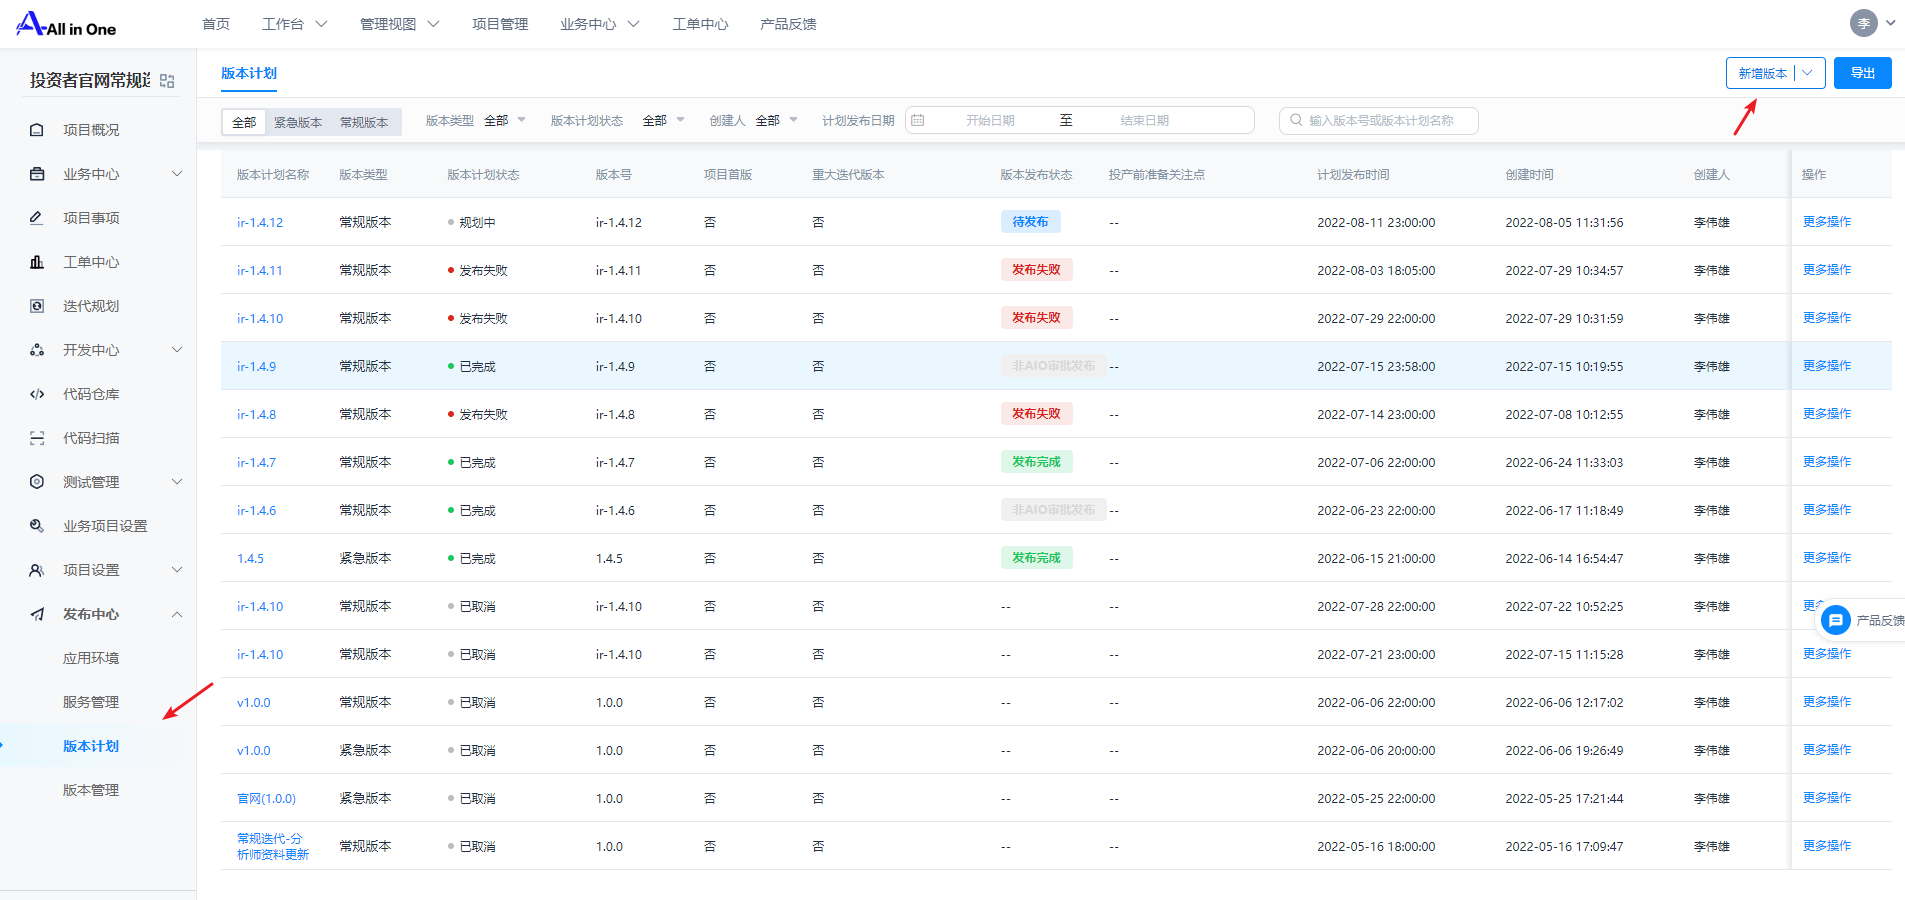 All in One
首页 工作台 管理视图 项目管理 业务中心 工单中心 产品反馈
李
投资者官网常规迭
项目概况
业务中心
项目事项
工单中心
迭代规划
开发中心
代码仓库
代码扫描
测试管理
业务项目设置
项目设置
发布中心
应用环境
服务管理
版本计划
版本管理
版本计划
新增版本
导出
全部 紧急版本 常规版本 版本类型 全部 版本计划状态 全部 创建人 全部 计划发布日期 开始日期 至 结束日期 输入版本号或版本计划名称
版本计划名称 版本类型 版本计划状态 版本号 项目首版 重大迭代版本 版本发布状态 投产前准备关注点 计划发布时间 创建时间 创建人 操作
ir-1.4.12 常规版本 规划中 ir-1.4.12 否 否 待发布 -- 2022-08-11 23:00:00 2022-08-05 11:31:56 李伟雄 更多操作
ir-1.4.11 常规版本 发布失败 ir-1.4.11 否 否 发布失败 -- 2022-08-03 18:05:00 2022-07-29 10:34:57 李伟雄 更多操作
ir-1.4.10 常规版本 发布失败 ir-1.4.10 否 否 发布失败 -- 2022-07-29 22:00:00 2022-07-29 10:31:59 李伟雄 更多操作
ir-1.4.9 常规版本 已完成 ir-1.4.9 否 否 非AIO审批发布 -- 2022-07-15 23:58:00 2022-07-15 10:19:55 李伟雄 更多操作
ir-1.4.8 常规版本 发布失败 ir-1.4.8 否 否 发布失败 -- 2022-07-14 23:00:00 2022-07-08 10:12:55 李伟雄 更多操作
ir-1.4.7 常规版本 已完成 ir-1.4.7 否 否 发布完成 -- 2022-07-06 22:00:00 2022-06-24 11:33:03 李伟雄 更多操作
ir-1.4.6 常规版本 已完成 ir-1.4.6 否 否 非AIO审批发布 -- 2022-06-23 22:00:00 2022-06-17 11:18:49 李伟雄 更多操作
1.4.5 紧急版本 已完成 1.4.5 否 否 发布完成 -- 2022-06-15 21:00:00 2022-06-14 16:54:47 李伟雄 更多操作
ir-1.4.10 常规版本 已取消 ir-1.4.10 否 否 -- -- 2022-07-28 22:00:00 2022-07-22 10:52:25 李伟雄 更
产品反馈
ir-1.4.10 常规版本 已取消 ir-1.4.10 否 否 -- -- 2022-07-21 23:00:00 2022-07-15 11:15:28 李伟雄 更多操作
v1.0.0 常规版本 已取消 1.0.0 否 否 -- -- 2022-06-06 22:00:00 2022-06-06 12:17:02 李伟雄 更多操作
v1.0.0 紧急版本 已取消 1.0.0 否 否 -- -- 2022-06-06 20:00:00 2022-06-06 19:26:49 李伟雄 更多操作
官网(1.0.0) 紧急版本 已取消 1.0.0 否 否 -- -- 2022-05-25 22:00:00 2022-05-25 17:21:44 李伟雄 更多操作
常规迭代-分
析师资料更新 常规版本 已取消 1.0.0 否 否 -- -- 2022-05-16 18:00:00 2022-05-16 17:09:47 李伟雄 更多操作